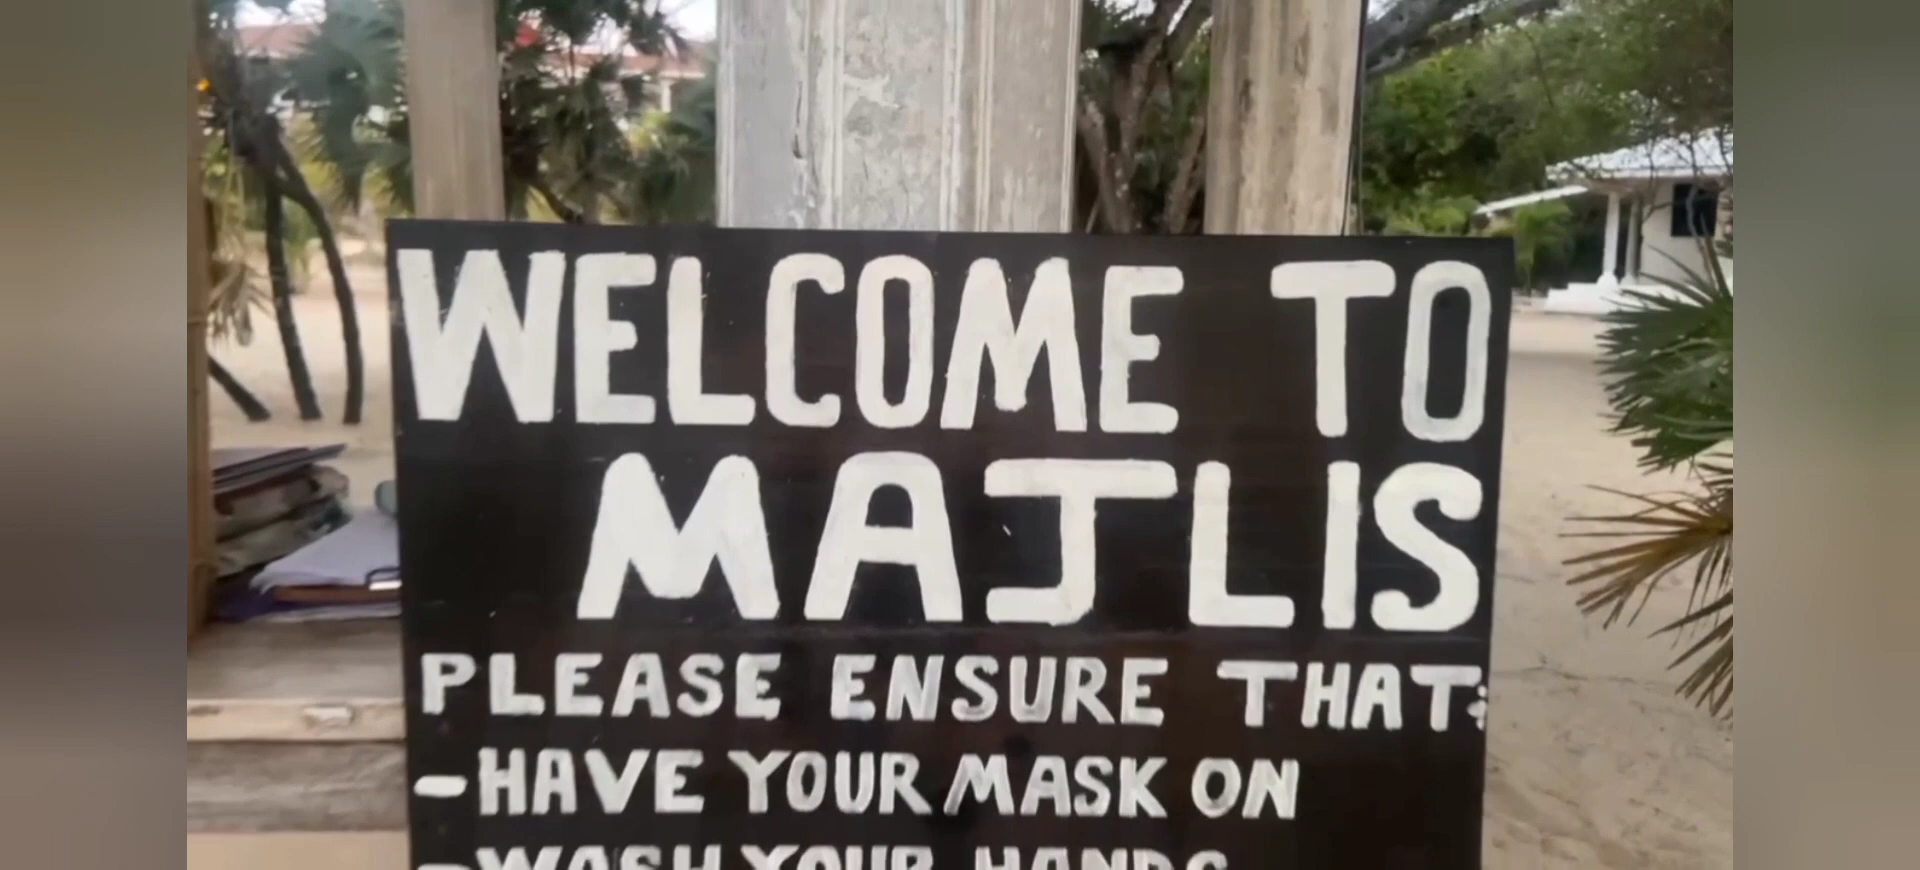 WELCOME TO
MAJLIS
PLEASE ENSURE THAT:
-HAVE YOUR MASK ON
-WASH YOUR HANDS